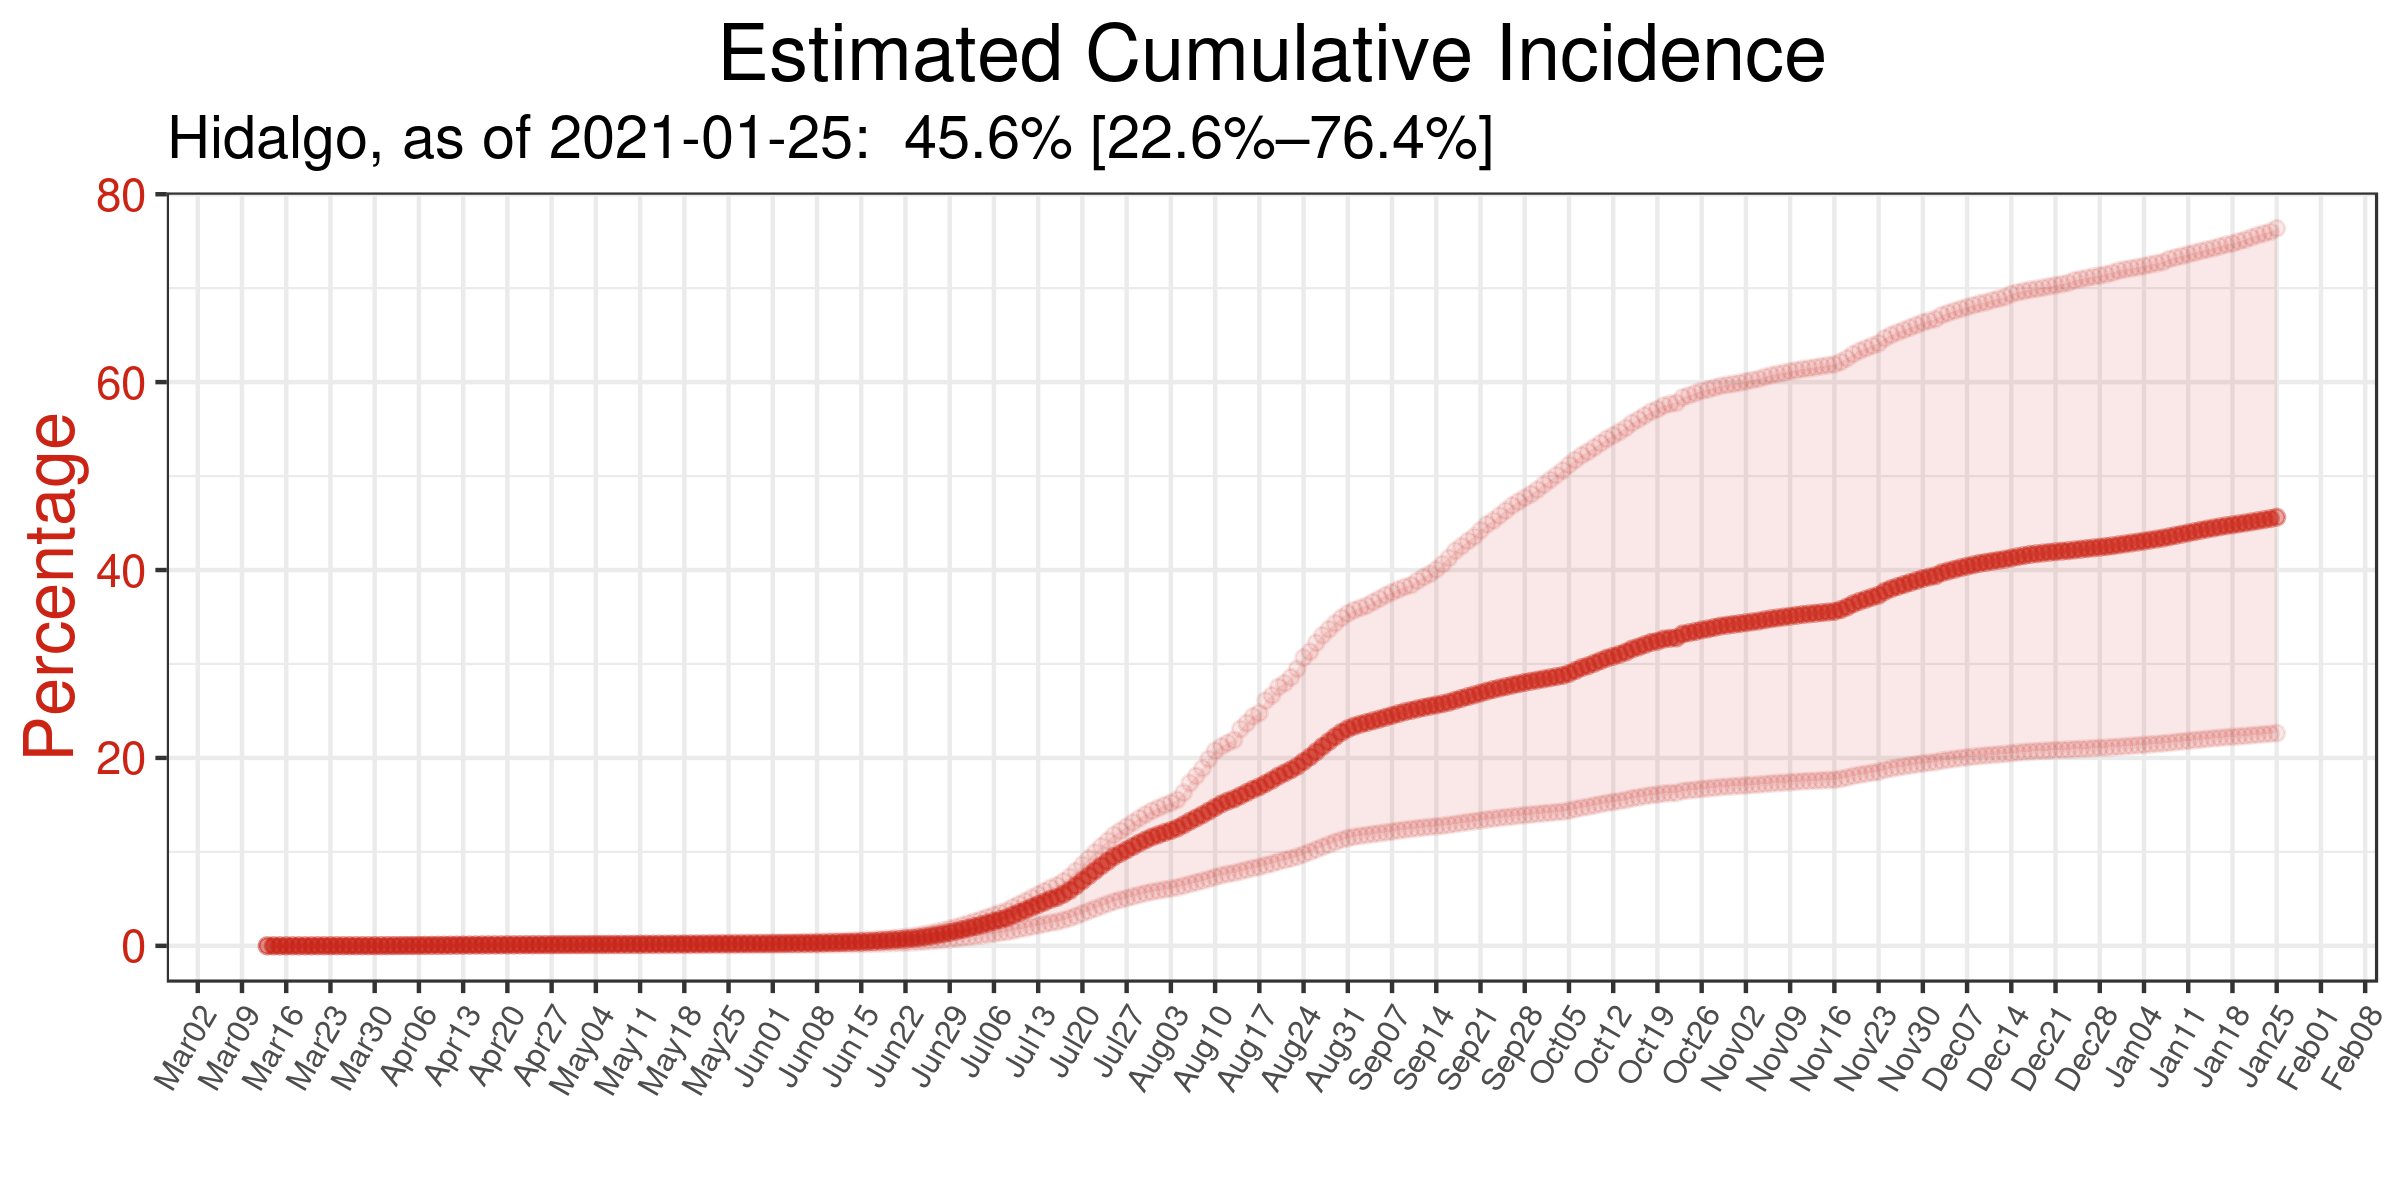 Estimated Cumulative Incidence
Hidalgo, as of 2021-01-25:  45.6% [22.6%–76.4%]
Percentage
80
60
40
20
0
Mar02
Mar09
Mar16
Mar23
Mar30
Apr06
Apr13
Apr20
Apr27
May04
May11
May18
May25
Jun01
Jun08
Jun15
Jun22
Jun29
Jul06
Jul13
Jul20
Jul27
Aug03
Aug10
Aug17
Aug24
Aug31
Sep07
Sep14
Sep21
Sep28
Oct05
Oct12
Oct19
Oct26
Nov02
Nov09
Nov16
Nov23
Nov30
Dec07
Dec14
Dec21
Dec28
Jan04
Jan11
Jan18
Jan25
Feb01
Feb08